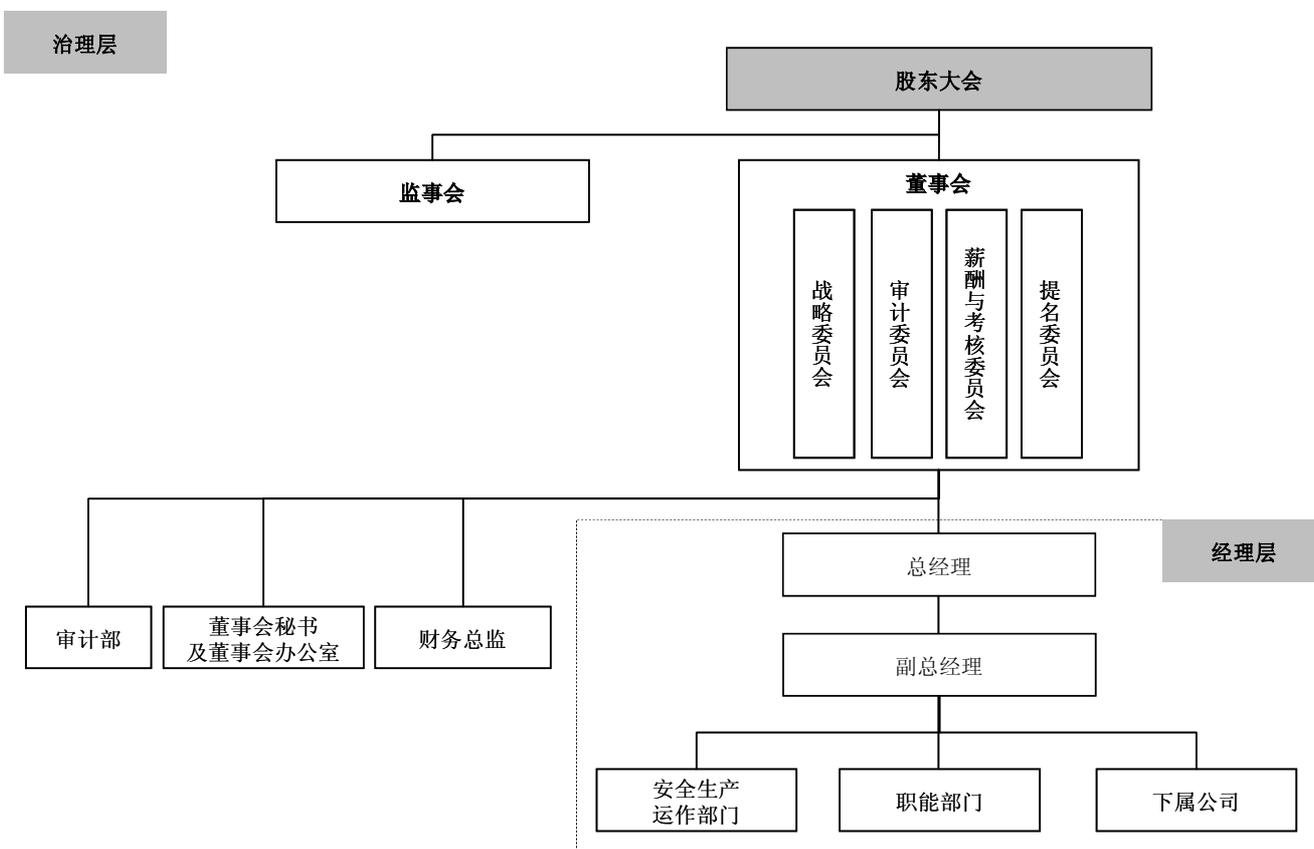 治理层
股东大会
监事会
董事会
战略委员会
审计委员会
薪酬与考核委员会
提名委员会
经理层
总经理
审计部
董事会秘书
及董事会办公室
财务总监
副总经理
安全生产
运作部门
职能部门
下属公司